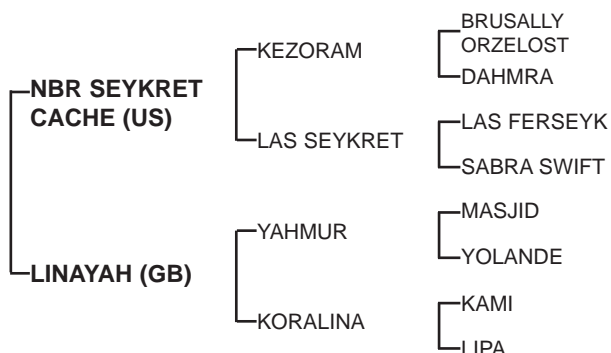 NBR SEYKRET
CACHE (US)
LINAYAH (GB)
KEZORAM
LAS SEYKRET
YAHMUR
KORALINA
BRUSALLY
ORZELOST
DAHMRA
LAS FERSEYK
SABRA SWIFT
MASJID
YOLANDE
KAMI
LIPA